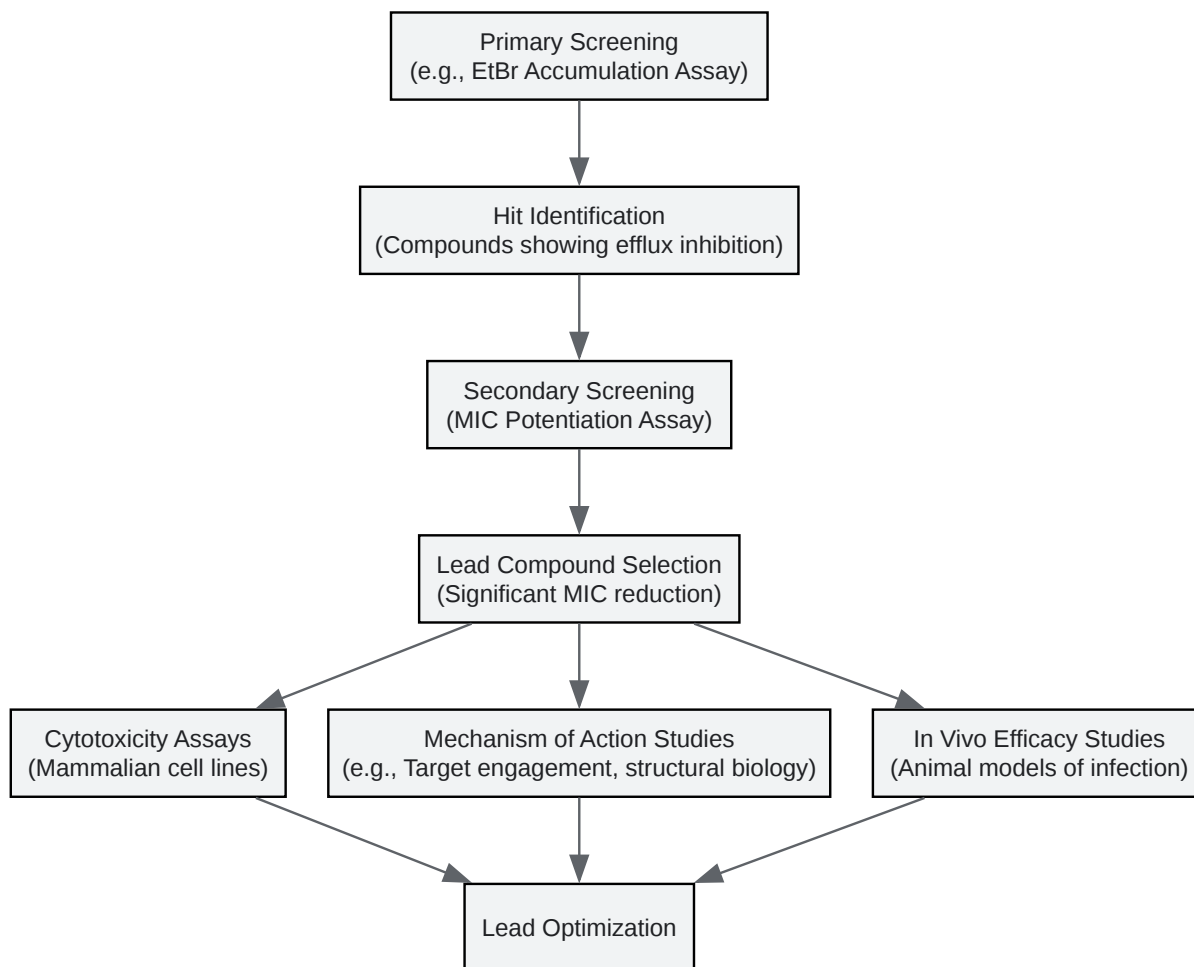 Primary Screening
(e.g., EtBr Accumulation Assay)
Hit Identification
(Compounds showing efflux inhibition)
Secondary Screening
(MIC Potentiation Assay)
Lead Compound Selection
(Significant MIC reduction)
Cytotoxicity Assays
(Mammalian cell lines)
Mechanism of Action Studies
(e.g., Target engagement, structural biology)
In Vivo Efficacy Studies
(Animal models of infection)
Lead Optimization